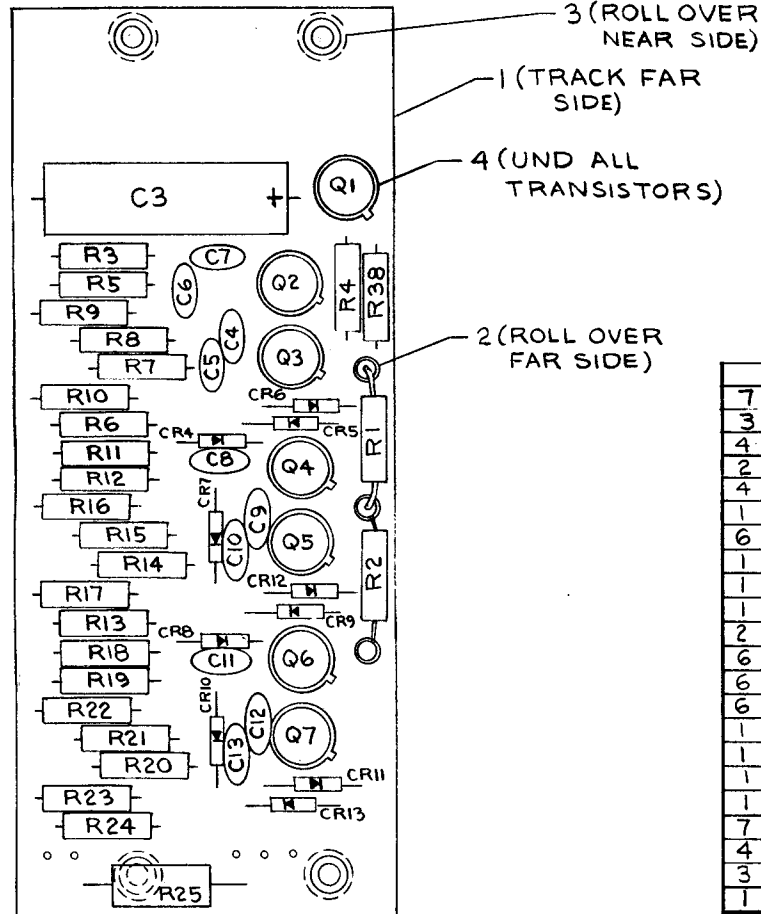 3 (ROLL OVER
NEAR SIDE)
1 (TRACK FAR
SIDE)
4 (UND ALL
TRANSISTORS)
2 (ROLL OVER
FAR SIDE)
C3 +
Q1
R3
C7
R5
C6
Q2
R4
R38
R9
R8
C4
R7
C5
Q3
R10
CR6
R6
CR4
CR5
R1
R11
C8
R12
Q4
R16
CR7
C9
R15
C10
Q5
R14
R2
R17
CR12
R13
CR8
CR9
R18
C11
Q6
R19
CR10
R22
C12
R21
C13
Q7
R20
CR11
R23
CR13
R24
R25
7
3
4
2
4
1
6
1
1
1
2
6
6
6
1
1
1
1
7
4
3
1